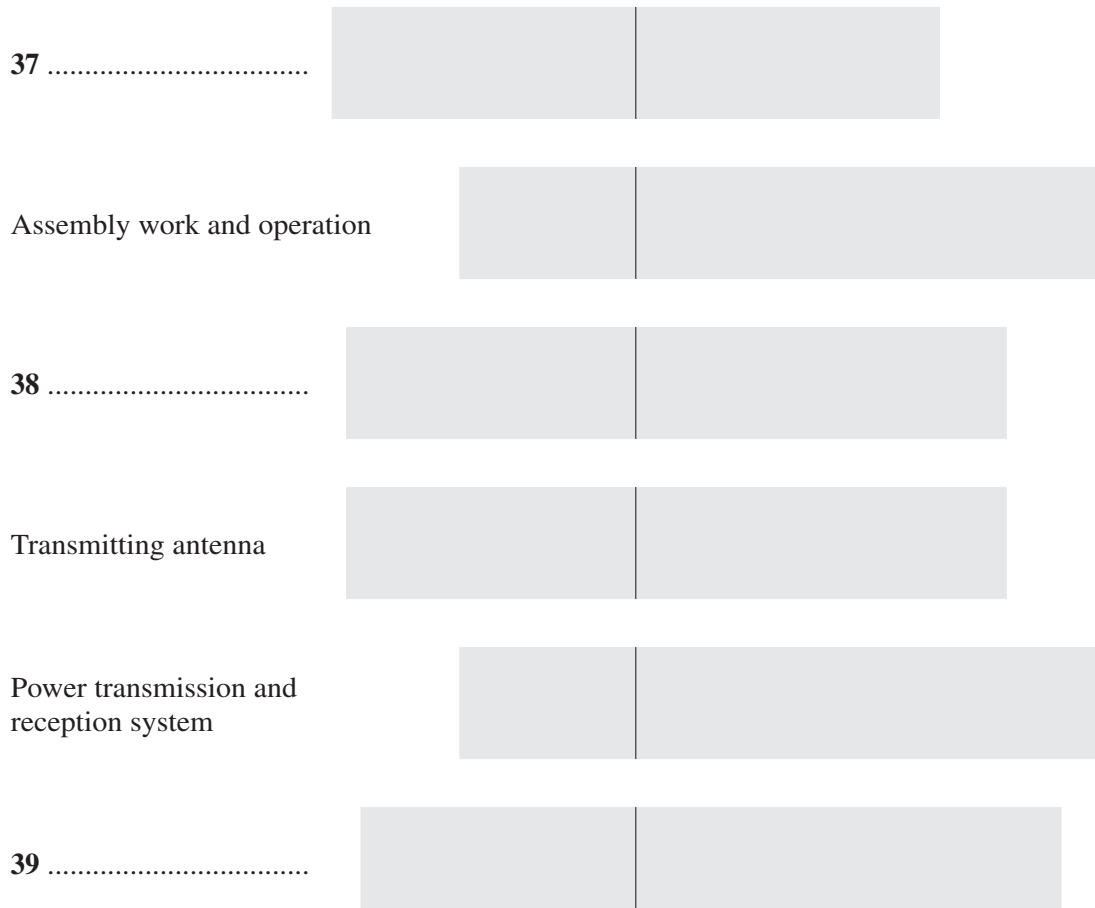 37 ...................................
Assembly work and operation
38 ...................................
Transmitting antenna
Power transmission and
reception system
39 ...................................